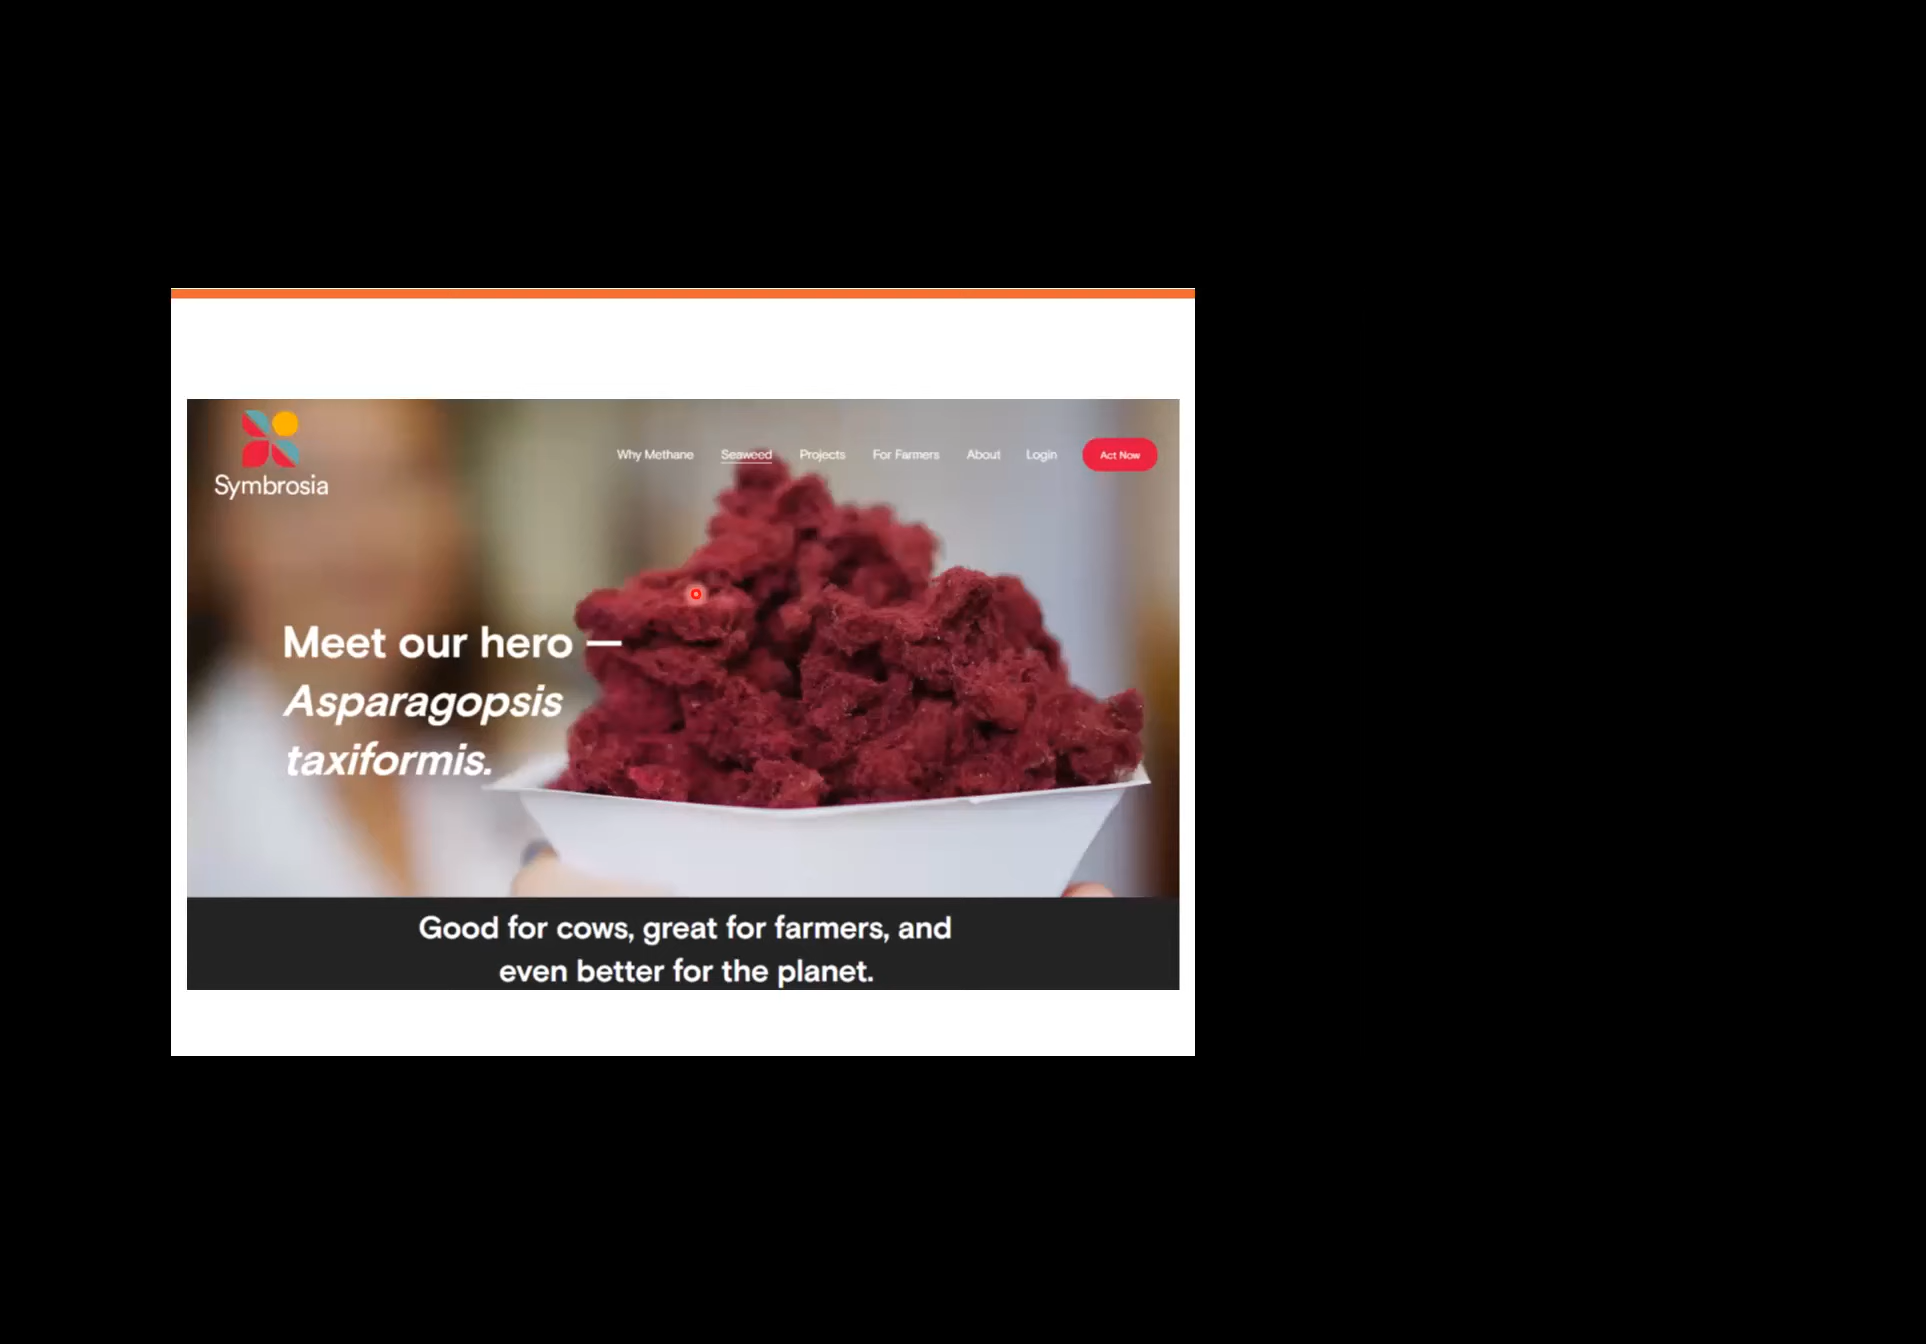 Symbrosia
Why Methane Seaweed Projects For Farmers About Login Act Now
Meet our hero —
Asparagopsis
taxiformis.
Good for cows, great for farmers, and
even better for the planet.